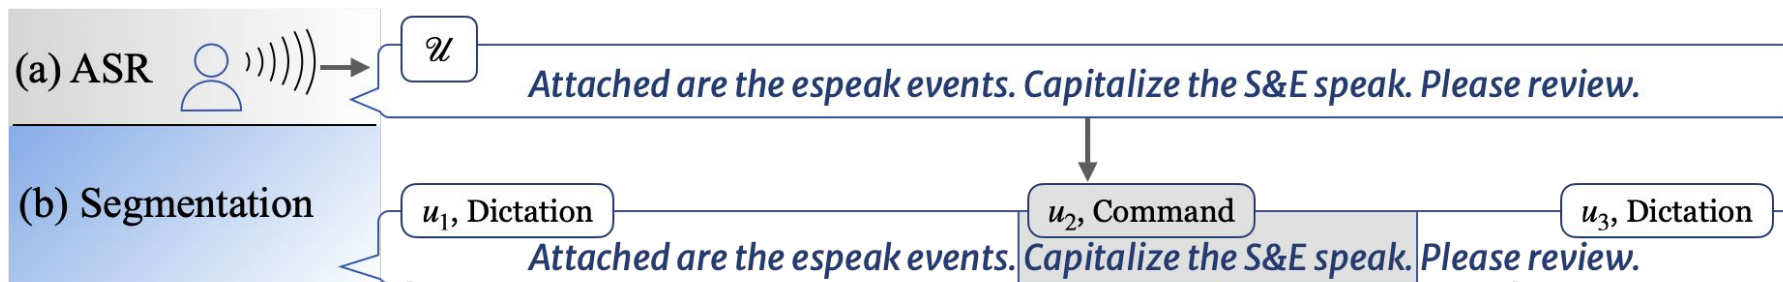 (a) ASR
𝒰
Attached are the espeak events. Capitalize the S&E speak. Please review.
(b) Segmentation
u₁, Dictation
u₂, Command
u₃, Dictation
Attached are the espeak events. Capitalize the S&E speak. Please review.